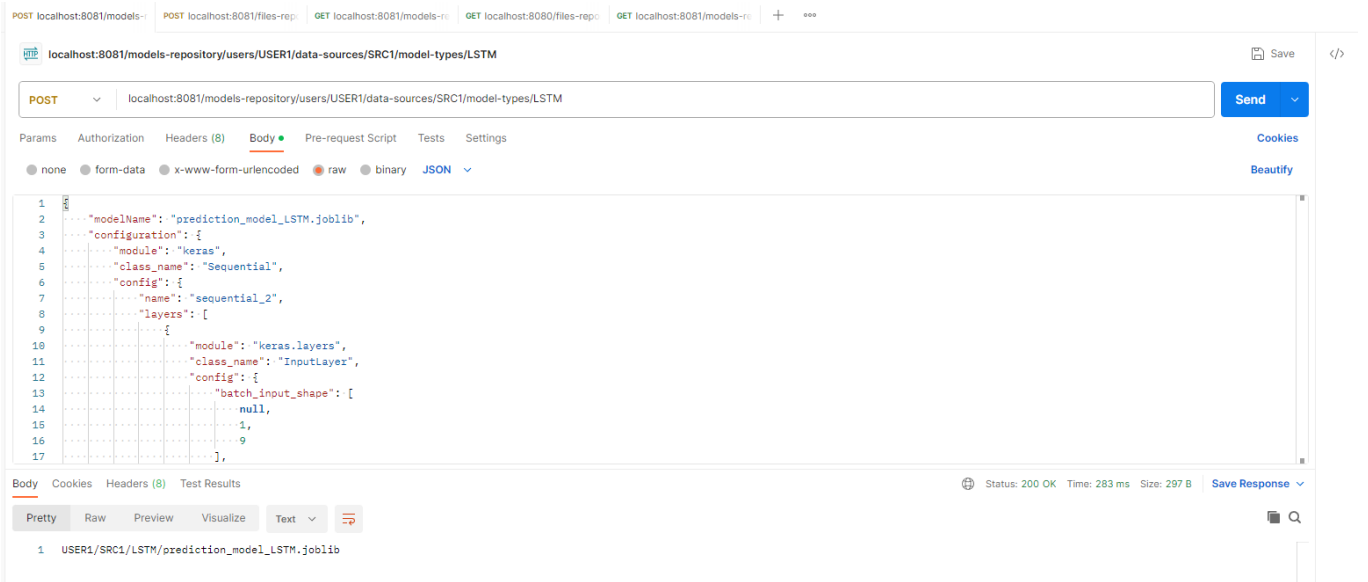 POST localhost:8081/models- POST localhost:8081/files-rep GET localhost:8081/models-re GET localhost:8080/files-repo GET localhost:8081/models-re
HTTP localhost:8081/models-repository/users/USER1/data-sources/SRC1/model-types/LSTM Save </>
POST localhost:8081/models-repository/users/USER1/data-sources/SRC1/model-types/LSTM Send
Params Authorization Headers (8) Body Pre-request Script Tests Settings Cookies
none form-data x-www-form-urlencoded raw binary JSON Beautify
1 {
2 "modelName": "prediction_model_LSTM.joblib",
3 "configuration": {
4 "module": "keras",
5 "class_name": "Sequential",
6 "config": {
7 "name": "sequential_2",
8 "layers": [
9 {
10 "module": "keras.layers",
11 "class_name": "InputLayer",
12 "config": {
13 "batch_input_shape": [
14 null,
15 1,
16 9
17 ],
Body Cookies Headers (8) Test Results Status: 200 OK Time: 283 ms Size: 297 B Save Response
Pretty Raw Preview Visualize Text
1 USER1/SRC1/LSTM/prediction_model_LSTM.joblib